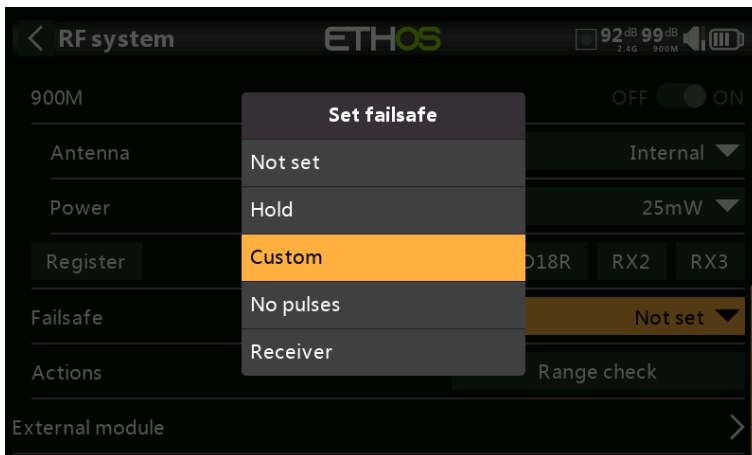 RF system
ETHOS
92dB 99dB
2.4G 900M
900M
OFF ON
Set failsafe
Antenna
Internal
Not set
Power
25mW
Hold
Register
Custom
D18R RX2 RX3
No pulses
Failsafe
Not set
Receiver
Actions
Range check
External module